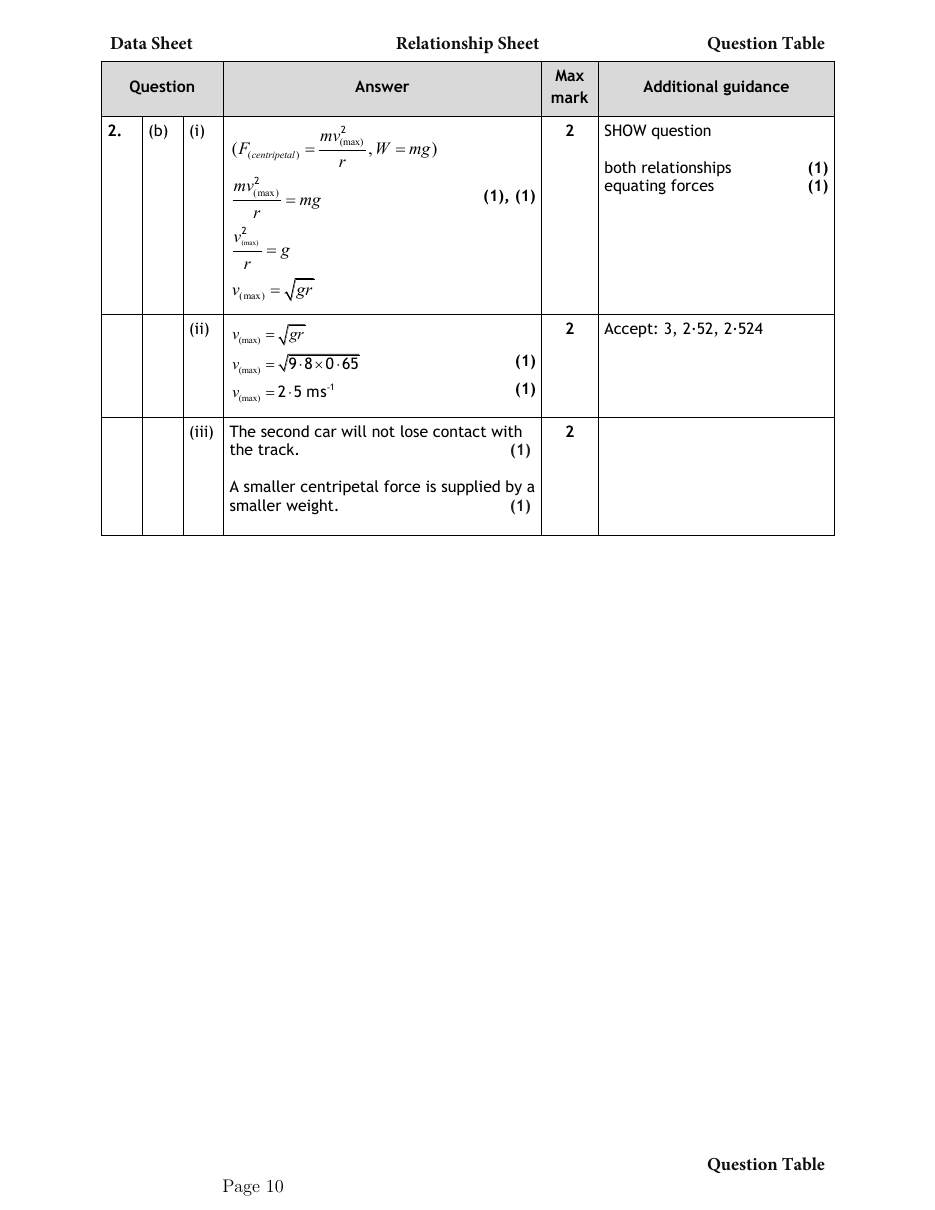 Data Sheet Relationship Sheet Question Table
Question Answer Max mark Additional guidance
2. (b) (i) (F(centripetal) = mv²(max)/r, W = mg) 2 SHOW question
both relationships (1)
mv²(max)/r = mg (1), (1) equating forces (1)
v²(max)/r = g
v(max) = √gr
(ii) v(max) = √gr 2 Accept: 3, 2·52, 2·524
v(max) = √9·8×0·65 (1)
v(max) = 2·5 ms⁻¹ (1)
(iii) The second car will not lose contact with 2
the track. (1)
A smaller centripetal force is supplied by a
smaller weight. (1)
Question Table
Page 10